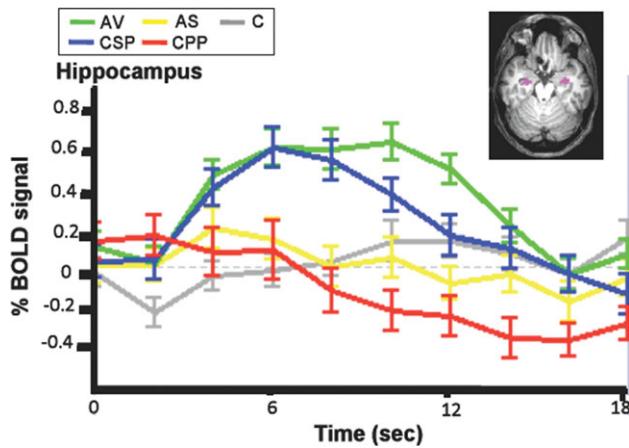 AV AS C
CSP CPP
Hippocampus
0.8
0.6
0.4
0.2
0
-0.2
-0.4
% BOLD signal
0 6 12 18
Time (sec)